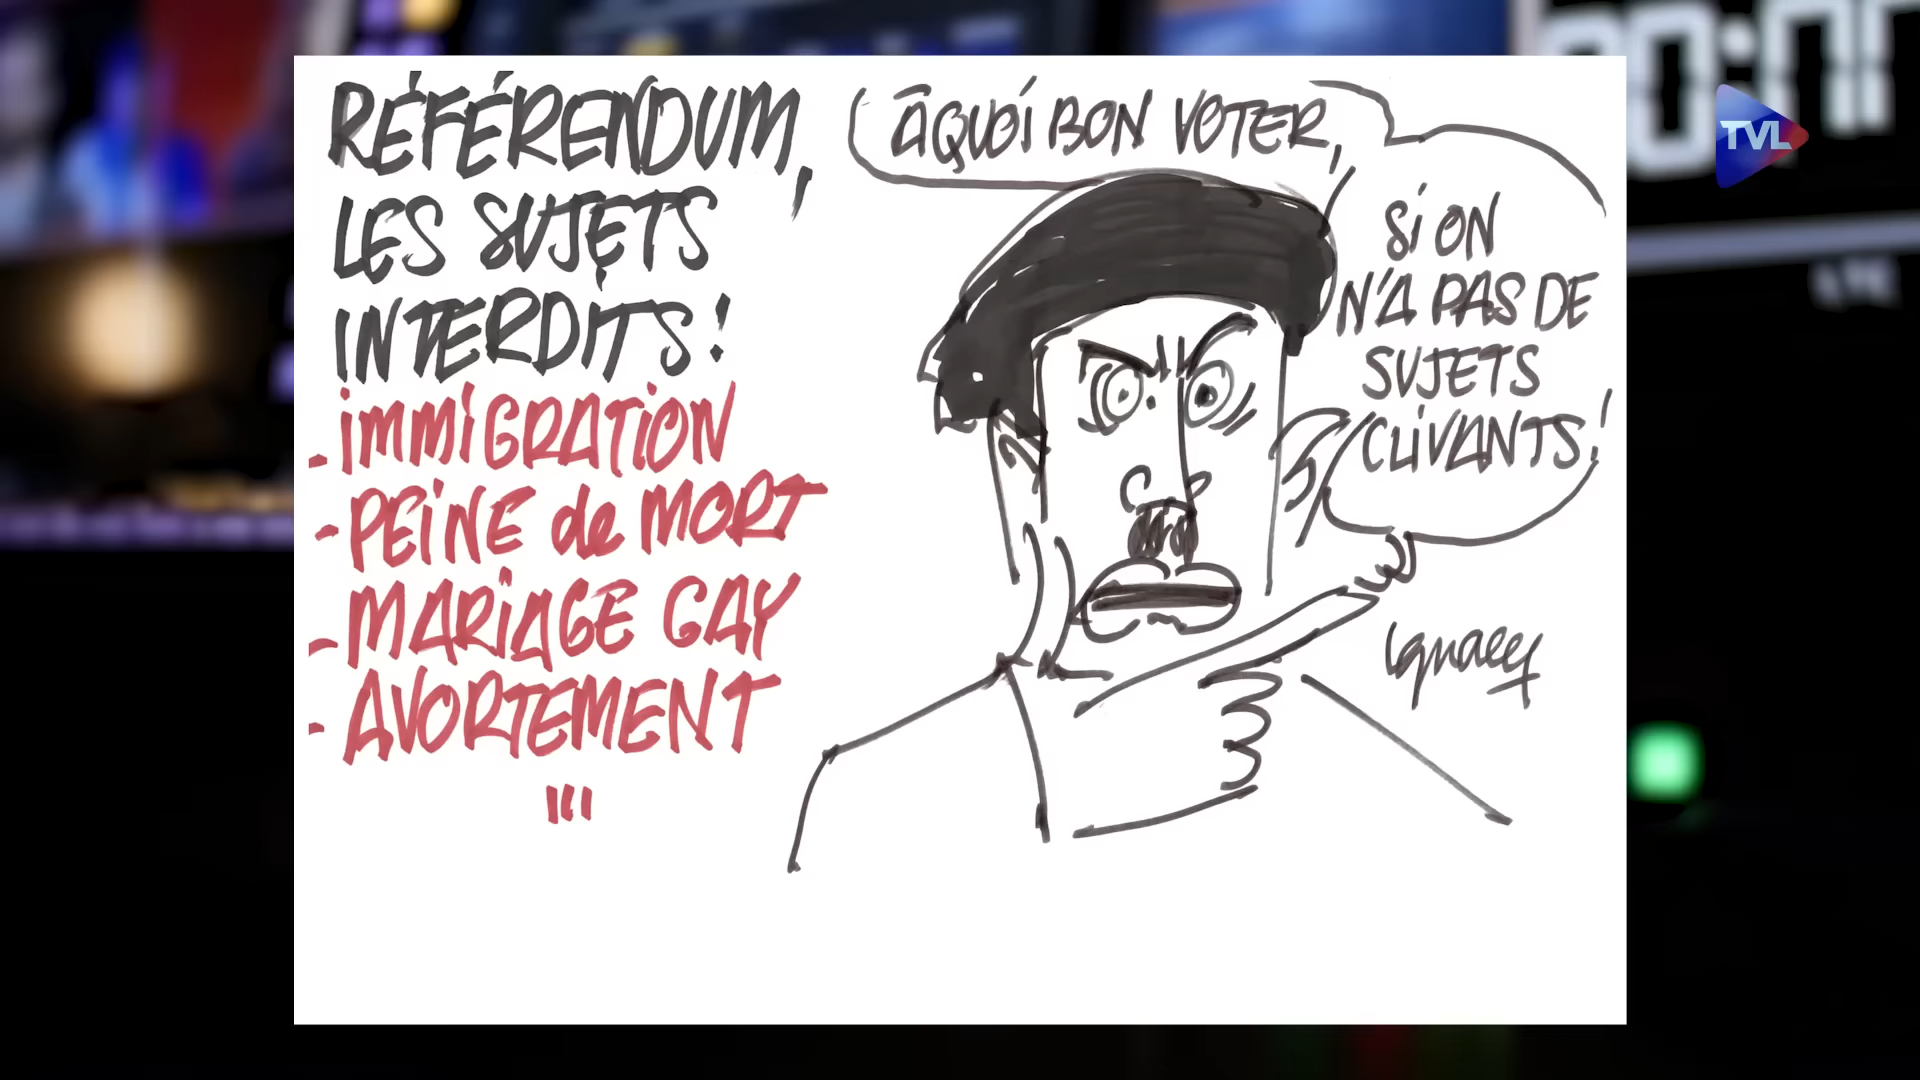 RÉFÉRENDUM,
LES SUJETS
INTERDITS!
- IMMIGRATION
- PEINE de MORT
- MARIAGE GAY
- AVORTEMENT
...
À QUOI BON VOTER,
SI ON
N'A PAS DE
SUJETS
CLIVANTS!
Ignace
TVL